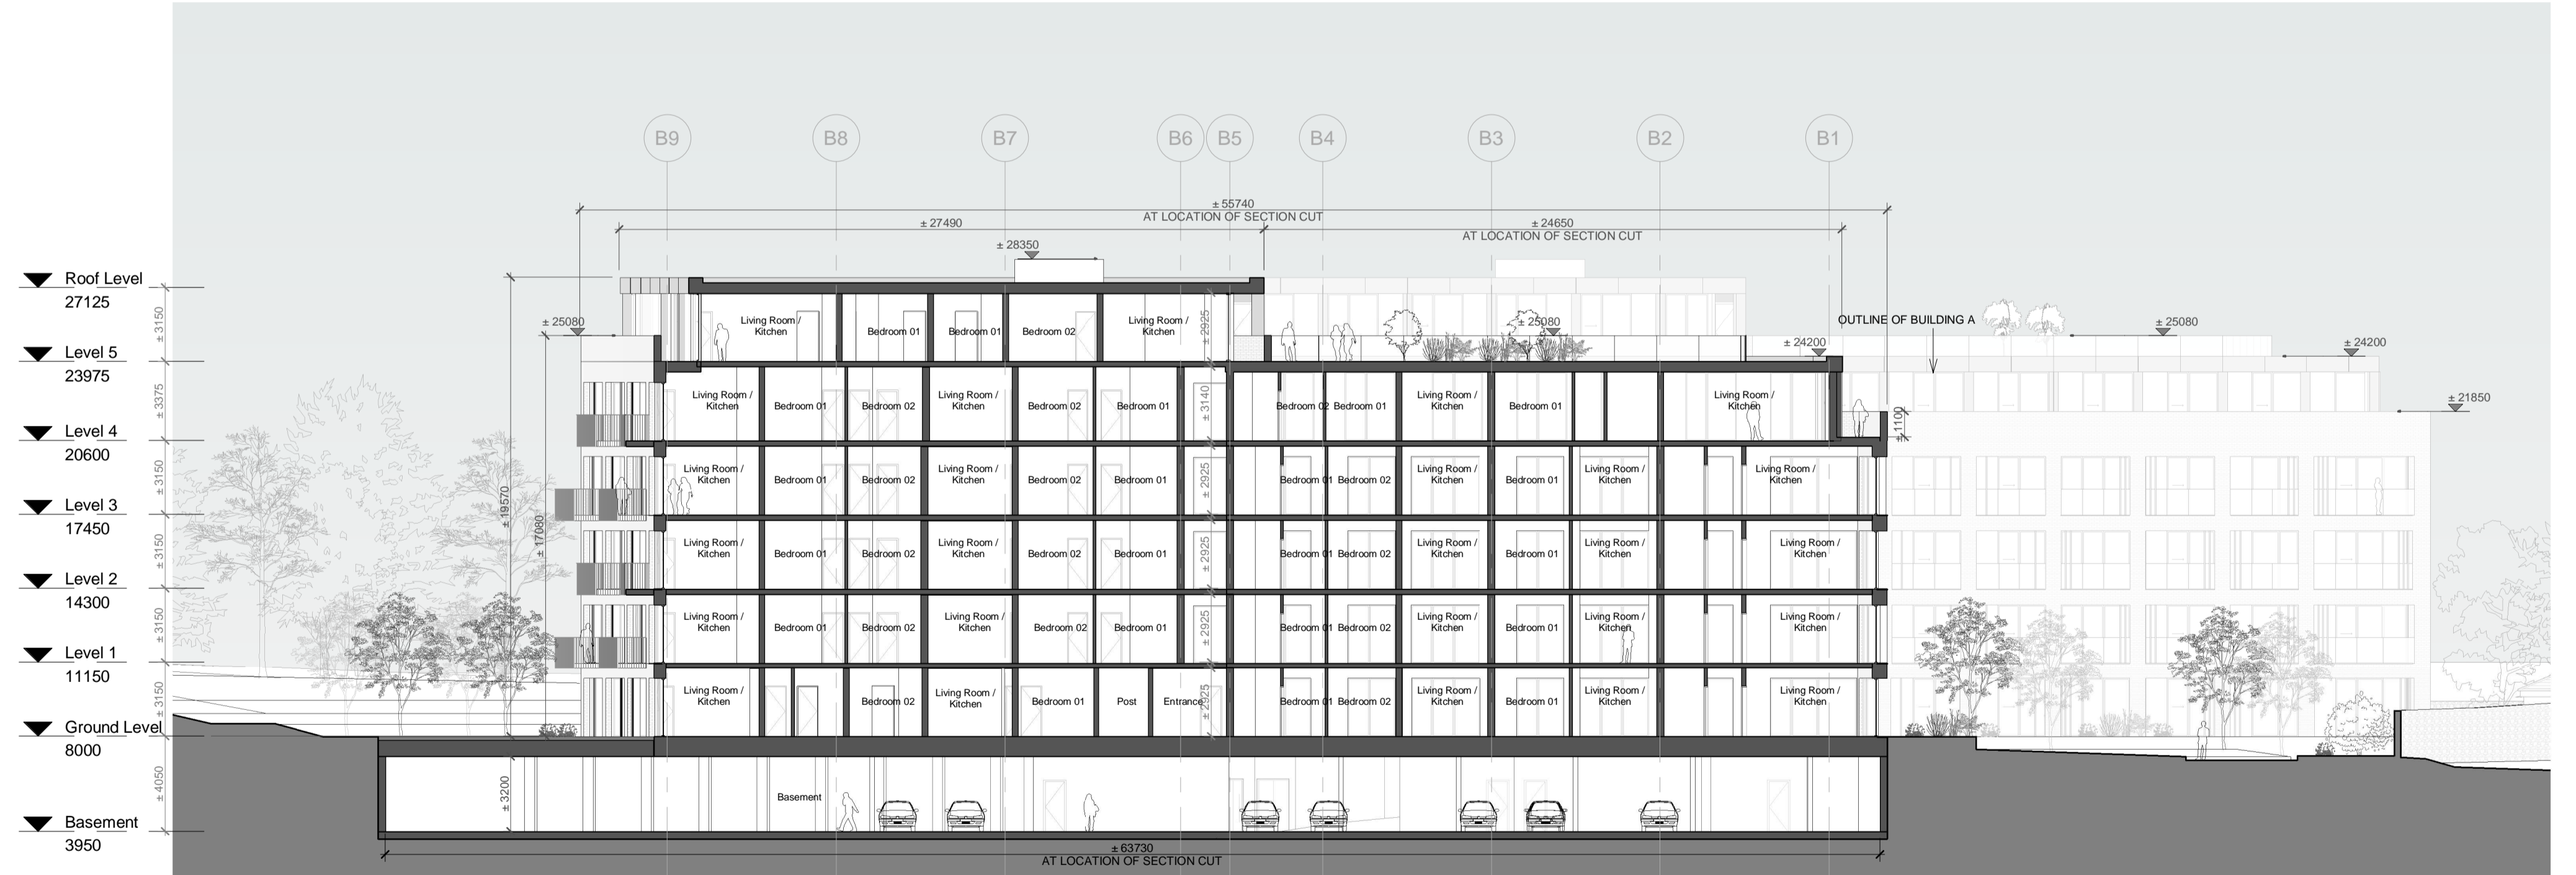 B9 B8 B7 B6 B5 B4 B3 B2 B1
± 55740
AT LOCATION OF SECTION CUT
± 27490 ± 24650
AT LOCATION OF SECTION CUT
± 28350
Roof Level
27125
± 3150
± 25080
Living Room / Kitchen
Bedroom 01
Bedroom 01
Bedroom 02
Living Room / Kitchen
± 2925
± 25080
± 24200
OUTLINE OF BUILDING A
± 25080
± 24200
± 21850
Level 5
23975
± 3375
Living Room / Kitchen
Bedroom 01
Bedroom 02
Living Room / Kitchen
Bedroom 02
Bedroom 01
± 3140
Bedroom 02
Bedroom 01
Living Room / Kitchen
Bedroom 01
Living Room / Kitchen
± 1100
Level 4
20600
± 3150
Living Room / Kitchen
Bedroom 01
Bedroom 02
Living Room / Kitchen
Bedroom 02
Bedroom 01
± 2925
Bedroom 01
Bedroom 02
Living Room / Kitchen
Bedroom 01
Living Room / Kitchen
Living Room / Kitchen
± 19570
± 17080
Level 3
17450
± 3150
Living Room / Kitchen
Bedroom 01
Bedroom 02
Living Room / Kitchen
Bedroom 02
Bedroom 01
± 2925
Bedroom 01
Bedroom 02
Living Room / Kitchen
Bedroom 01
Living Room / Kitchen
Living Room / Kitchen
Level 2
14300
± 3150
Living Room / Kitchen
Bedroom 01
Bedroom 02
Living Room / Kitchen
Bedroom 02
Bedroom 01
± 2925
Bedroom 01
Bedroom 02
Living Room / Kitchen
Bedroom 01
Living Room / Kitchen
Living Room / Kitchen
Level 1
11150
± 3150
Living Room / Kitchen
Bedroom 02
Living Room / Kitchen
Bedroom 01
Post
Entrance
± 2925
Bedroom 01
Bedroom 02
Living Room / Kitchen
Bedroom 01
Living Room / Kitchen
Living Room / Kitchen
Ground Level
8000
± 4050
± 3200
Basement
Basement
3950
± 63730
AT LOCATION OF SECTION CUT